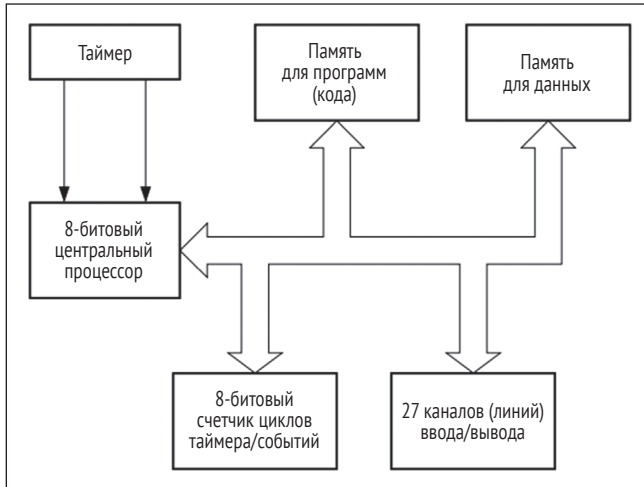 Таймер
Память
для программ
(кода)
Память
для данных
8-битовый
центральный
процессор
8-битовый
счетчик циклов
таймера/событий
27 каналов (линий)
ввода/вывода